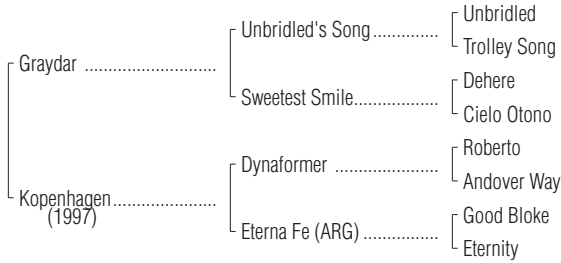 Unbridled
Unbridled's Song..............
Trolley Song
Graydar ............................
Dehere
Sweetest Smile..................
Cielo Otono
Roberto
Dynaformer ......................
Andover Way
Kopenhagen......................
(1997)
Good Bloke
Eterna Fe (ARG) ................
Eternity